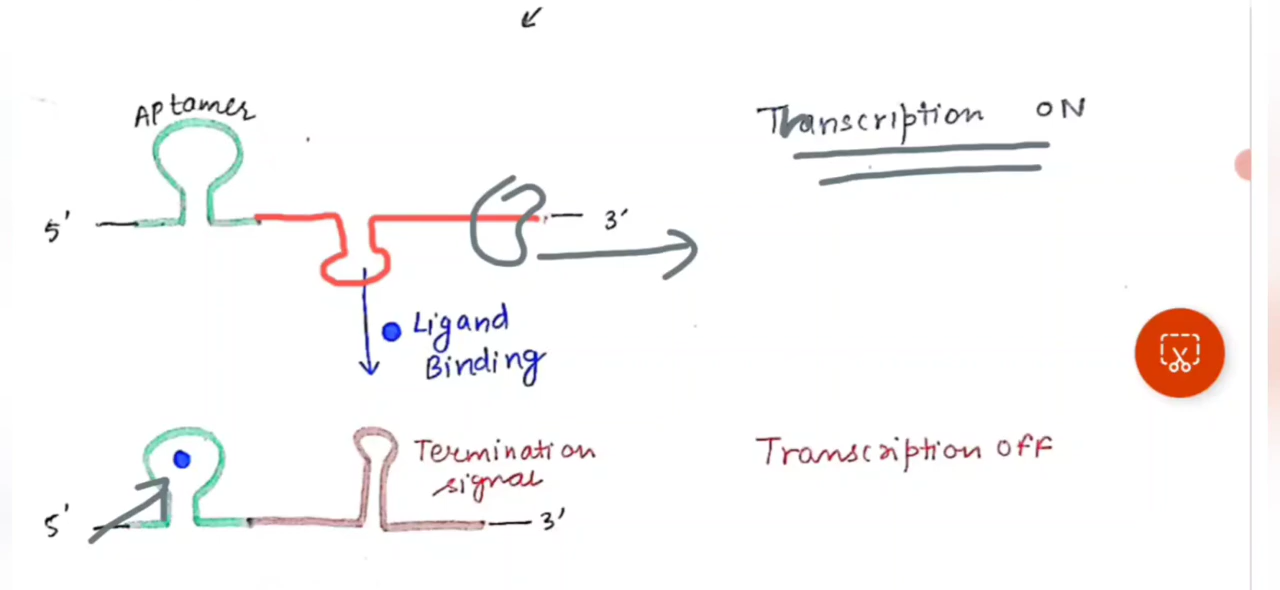 Aptamer
Transcription ON
5'
3'
Ligand
Binding
Termination
signal
Transcription off
5'
3'